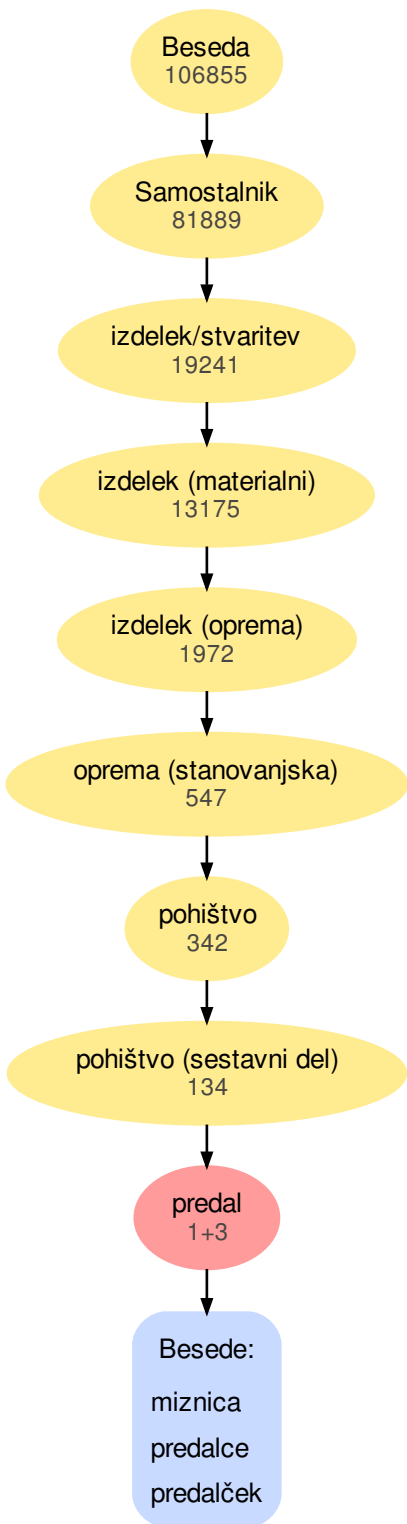 Beseda
106855
Samostalnik
81889
izdelek/stvaritev
19241
izdelek (materialni)
13175
izdelek (oprema)
1972
oprema (stanovanjska)
547
pohištvo
342
pohištvo (sestavni del)
134
predal
1+3
Besede:
miznica
predalce
predalček